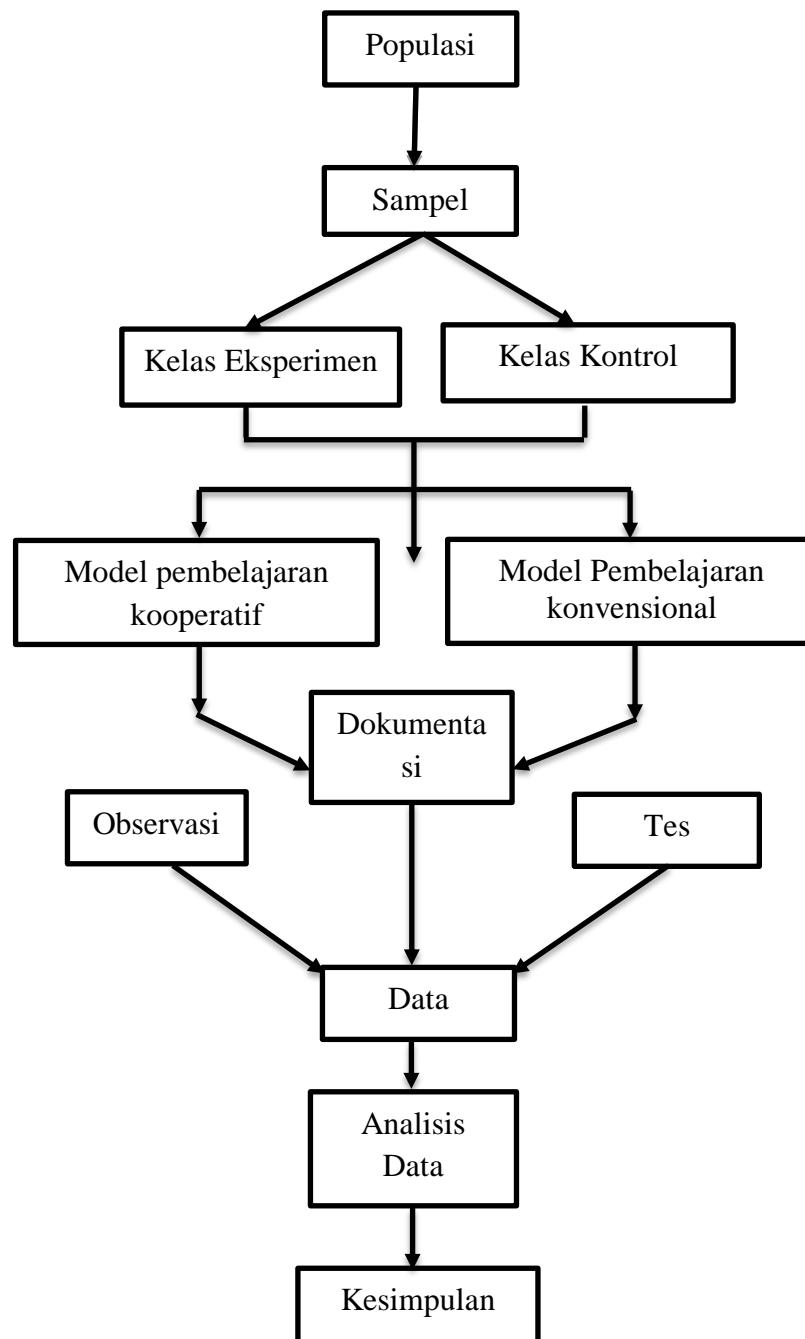 Populasi
Sampel
Kelas Eksperimen
Kelas Kontrol
Model pembelajaran
kooperatif
Model Pembelajaran
konvensional
Dokumenta
si
Observasi
Tes
Data
Analisis
Data
Kesimpulan